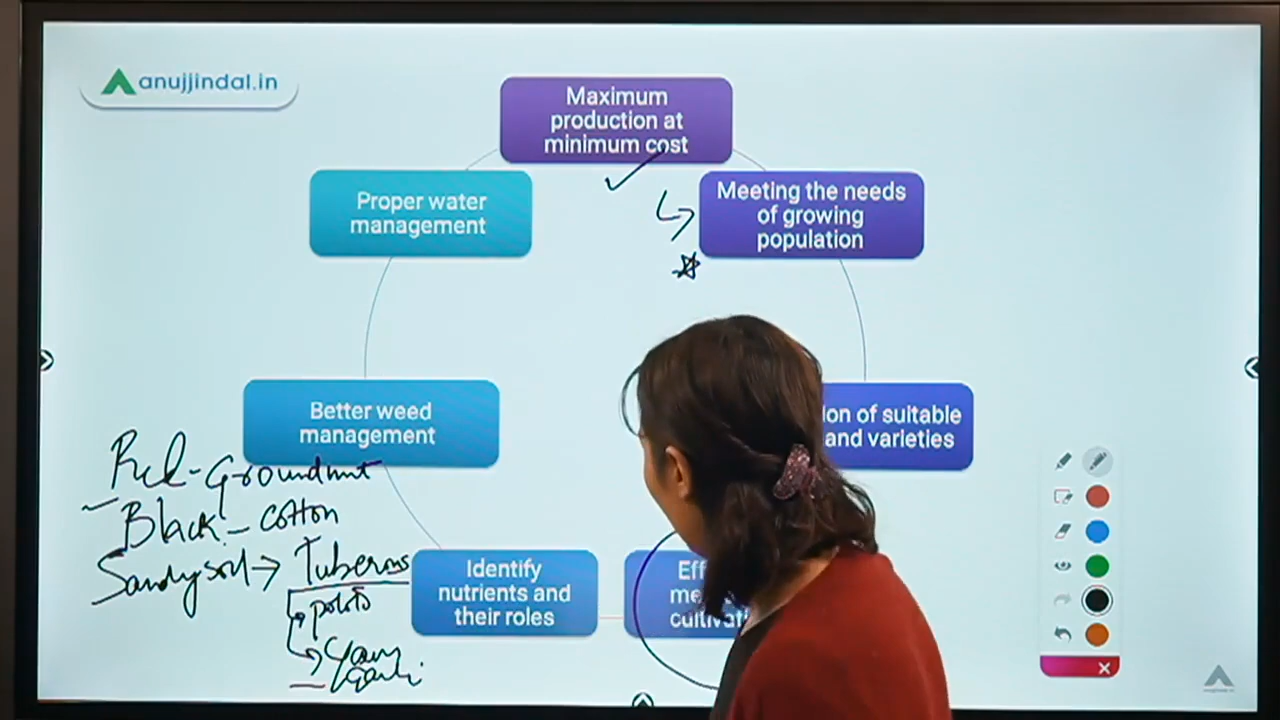 anujjindal.in
Maximum
production at
minimum cost
Proper water
management
Meeting the needs
of growing
population
Better weed
management
ion of suitable
and varieties
Red - Groundnut
Black - Cotton
Sandy soil → Tuberous
Yam
Identify
nutrients and
their roles
Eff
me
cultivati